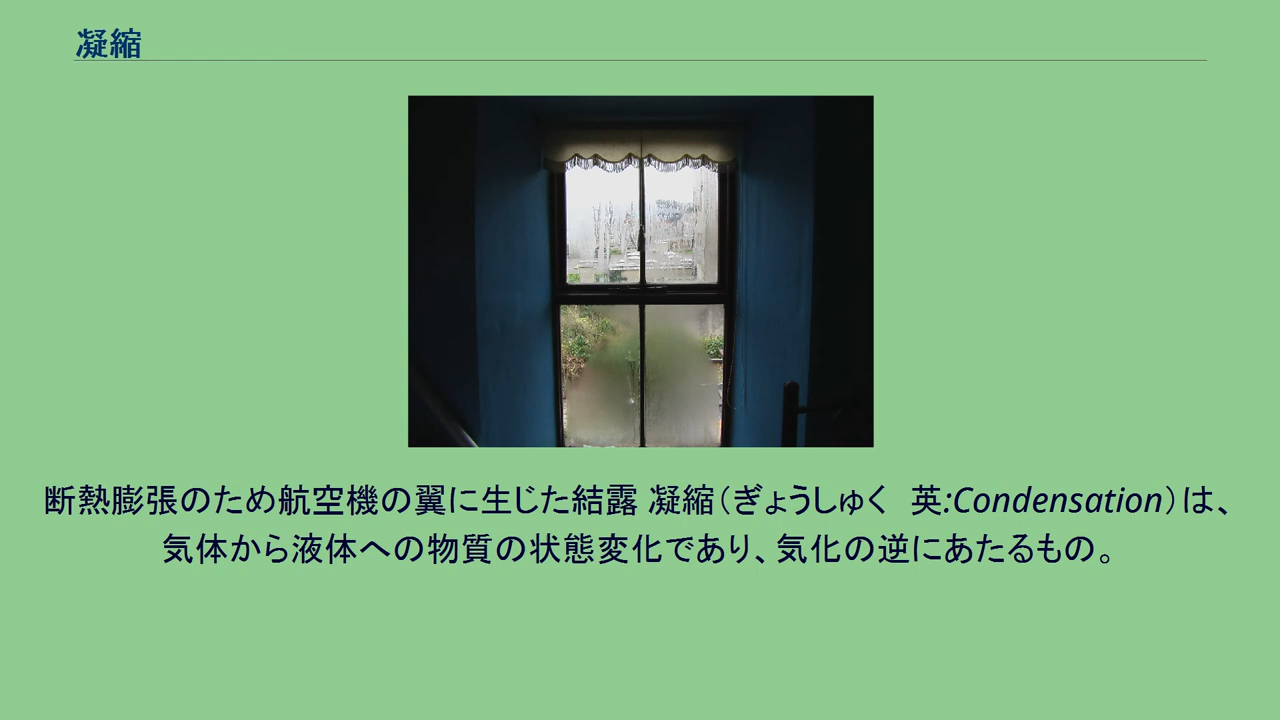 凝縮
断熱膨張のため航空機の翼に生じた結露 凝縮（ぎょうしゅく 英:Condensation）は、
気体から液体への物質の状態変化であり、気化の逆にあたるもの。